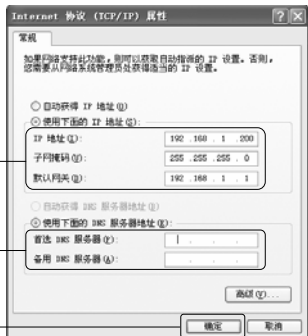 Internet 协议 (TCP/IP) 属性
常规
如果网络支持此功能，则可以获取自动指派的 IP 设置。否则，
您需要从网络系统管理员处获得适当的 IP 设置。
自动获得 IP 地址(O)
使用下面的 IP 地址(S):
IP 地址(I): 192 .168 . 1 .200
子网掩码(U): 255 .255 .255 . 0
默认网关(D): 192 .168 . 1 . 1
自动获得 DNS 服务器地址(B)
使用下面的 DNS 服务器地址(E):
首选 DNS 服务器(P): . . .
备用 DNS 服务器(A): . . .
高级(V)...
确定 取消